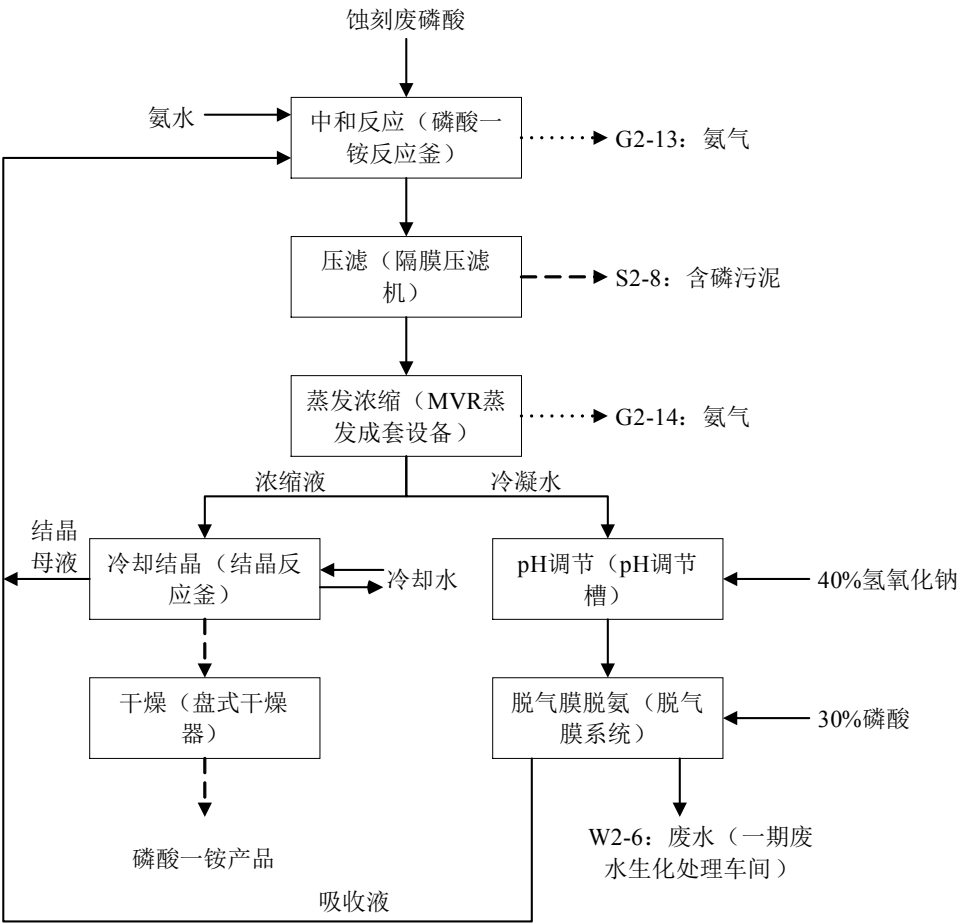 蚀刻废磷酸
氨水
中和反应（磷酸一
铵反应釜）
G2-13：氨气
压滤（隔膜压滤
机）
S2-8：含磷污泥
蒸发浓缩（MVR蒸
发成套设备）
G2-14：氨气
浓缩液
冷凝水
结晶
母液
冷却结晶（结晶反
应釜）
冷却水
pH调节（pH调节
槽）
40%氢氧化钠
干燥（盘式干燥
器）
脱气膜脱氨（脱气
膜系统）
30%磷酸
磷酸一铵产品
W2-6：废水（一期废
水生化处理车间）
吸收液